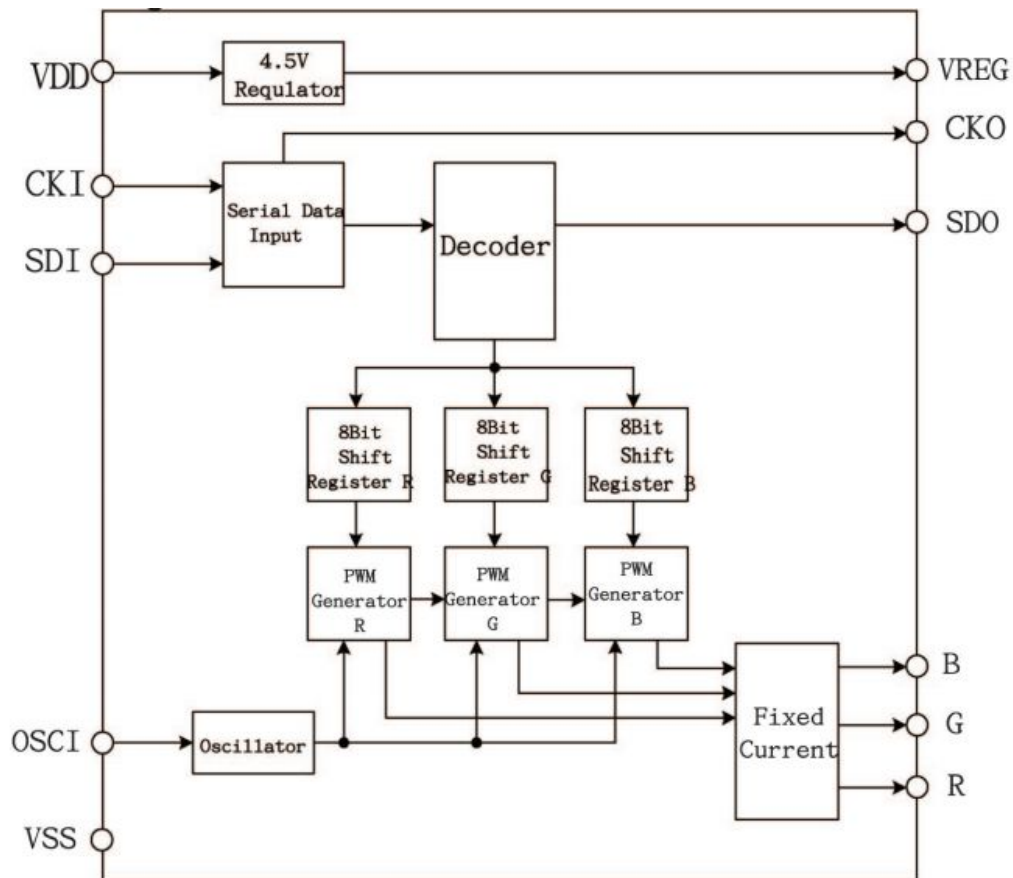 VDD
4.5V
Requlator
VREG
CKO
CKI
Serial Data
Input
Decoder
SDO
SDI
8Bit
Shift
Register R
8Bit
Shift
Register G
8Bit
Shift
Register B
PWM
Generator
R
PWM
Generator
G
PWM
Generator
B
B
Fixed
Current
G
OSCI
Oscillator
R
VSS